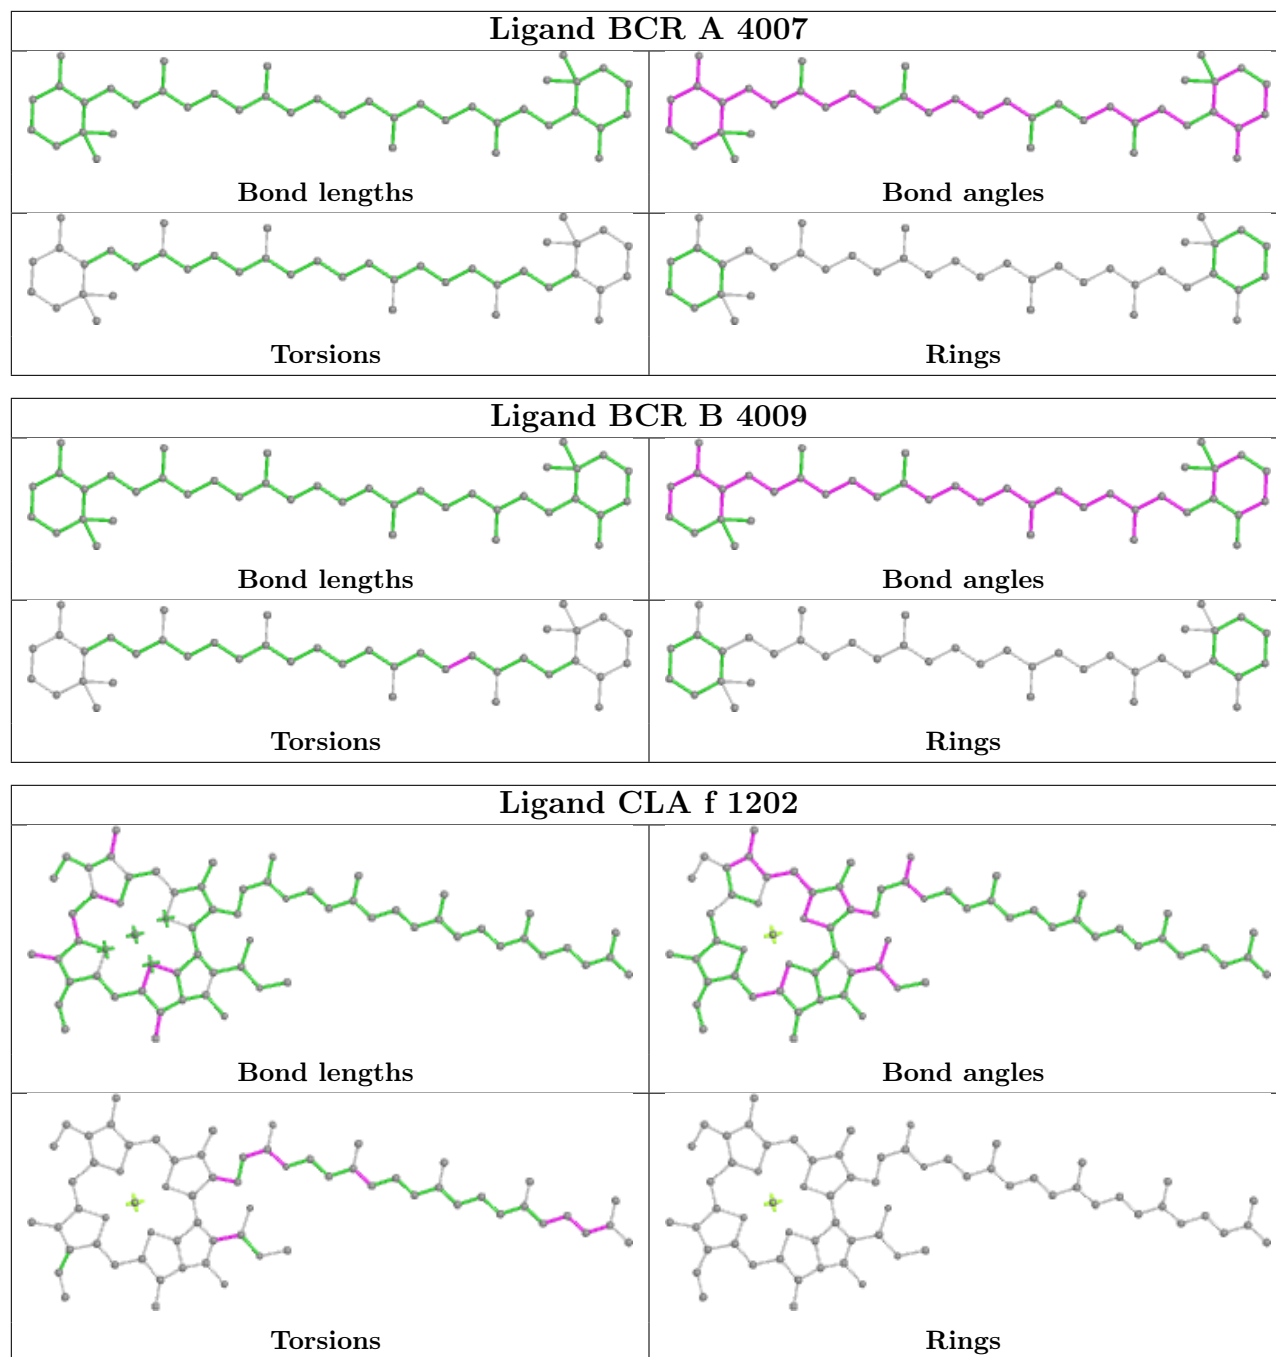 Ligand BCR A 4007
Bond lengths
Bond angles
Torsions
Rings
Ligand BCR B 4009
Bond lengths
Bond angles
Torsions
Rings
Ligand CLA f 1202
Bond lengths
Bond angles
Torsions
Rings